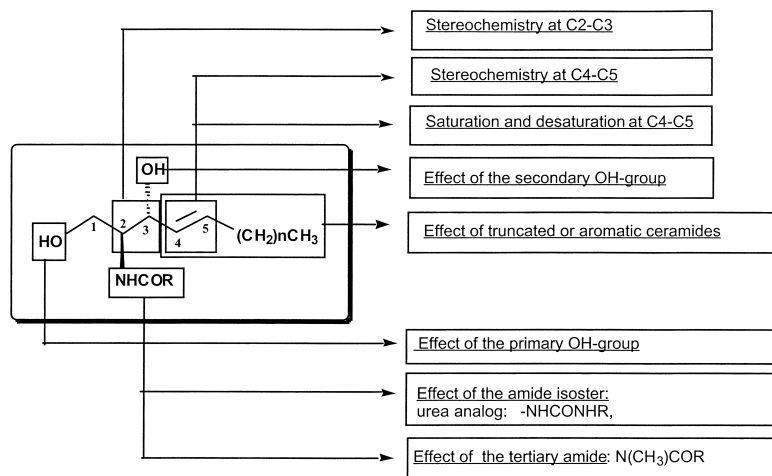 Stereochemistry at C2-C3
Stereochemistry at C4-C5
Saturation and desaturation at C4-C5
OH
Effect of the secondary OH-group
HO
1
2
3
4
5
(CH2)nCH3
Effect of truncated or aromatic ceramides
NHCOR
Effect of the primary OH-group
Effect of the amide isoster:
urea analog: -NHCONHR,
Effect of the tertiary amide: N(CH3)COR